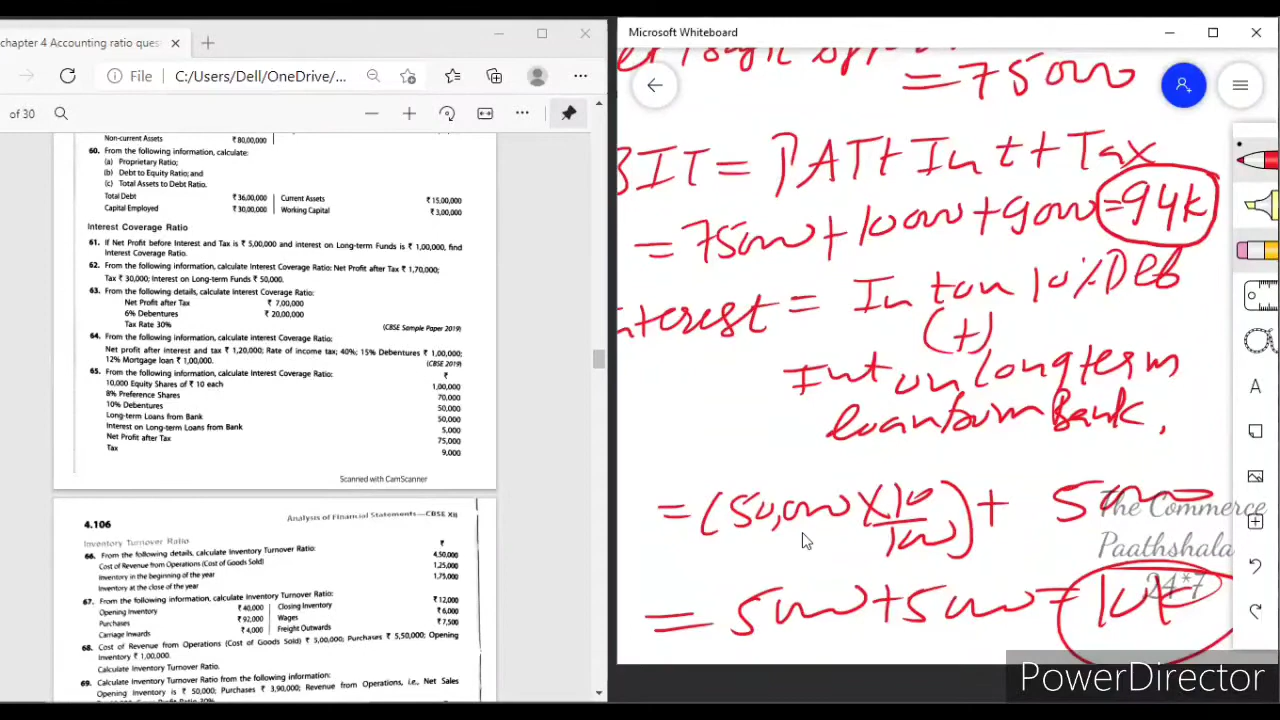 chapter 4 Accounting ratio ques
Microsoft Whiteboard
File
C:/Users/Dell/OneDrive/...
of 30
Non-current Assets ₹ 80,00,000
60. From the following information, calculate:
(a) Proprietary Ratio;
(b) Debt to Equity Ratio; and
(c) Total Assets to Debt Ratio.
Total Debt ₹ 36,00,000 Current Assets ₹ 15,00,000
Capital Employed ₹ 30,00,000 Working Capital ₹ 3,00,000
Interest Coverage Ratio
61. If Net Profit before Interest and Tax is ₹ 5,00,000 and interest on Long-term Funds is ₹ 1,00,000, find
Interest Coverage Ratio.
62. From the following information, calculate Interest Coverage Ratio: Net Profit after Tax ₹ 1,70,000;
Tax ₹ 30,000; Interest on Long-term Funds ₹ 50,000.
63. From the following details, calculate Interest Coverage Ratio:
Net Profit after Tax ₹ 7,00,000
6% Debentures ₹ 20,00,000
Tax Rate 30% (CBSE Sample Paper 2019)
64. From the following information, calculate Interest Coverage Ratio:
Net profit after interest and tax ₹ 1,20,000; Rate of income tax; 40%; 15% Debentures ₹ 1,00,000;
12% Mortgage loan ₹ 1,00,000. (CBSE 2019)
65. From the following information, calculate Interest Coverage Ratio: ₹
10,000 Equity Shares of ₹ 10 each 1,00,000
8% Preference Shares 70,000
10% Debentures 50,000
Long-term Loans from Bank 50,000
Interest on Long-term Loans from Bank 5,000
Net Profit after Tax 75,000
Tax 9,000
Scanned with CamScanner
4.106 Analysis of Financial Statements—CBSE XII
Inventory Turnover Ratio
66. From the following details, calculate Inventory Turnover Ratio: ₹
Cost of Revenue from Operations (Cost of Goods Sold) 4,50,000
Inventory in the beginning of the year 1,25,000
Inventory at the close of the year 1,75,000
67. From the following information, calculate Inventory Turnover Ratio:
Opening Inventory ₹ 40,000 Closing Inventory ₹ 12,000
Purchases ₹ 92,000 Wages ₹ 6,000
Carriage Inwards ₹ 4,000 Freight Outwards ₹ 7,500
68. Cost of Revenue from Operations (Cost of Goods Sold) ₹ 3,00,000; Purchases ₹ 5,50,000; Opening
Inventory ₹ 1,00,000.
Calculate Inventory Turnover Ratio.
69. Calculate Inventory Turnover Ratio from the following information:
Opening Inventory is ₹ 50,000; Purchases ₹ 3,90,000; Revenue from Operations, i.e., Net Sales
= 75000
BIT = PAT + Int + Tax
= 75000 + 10000 + 9000 = 94k
nterest = Int on 10% Deb
(+)
Int on long term
loan from Bank.
= (50,000 × 10/100) + 5000
= 5000 + 5000 = 10k
The Commerce
Paathshala
24*7
PowerDirector